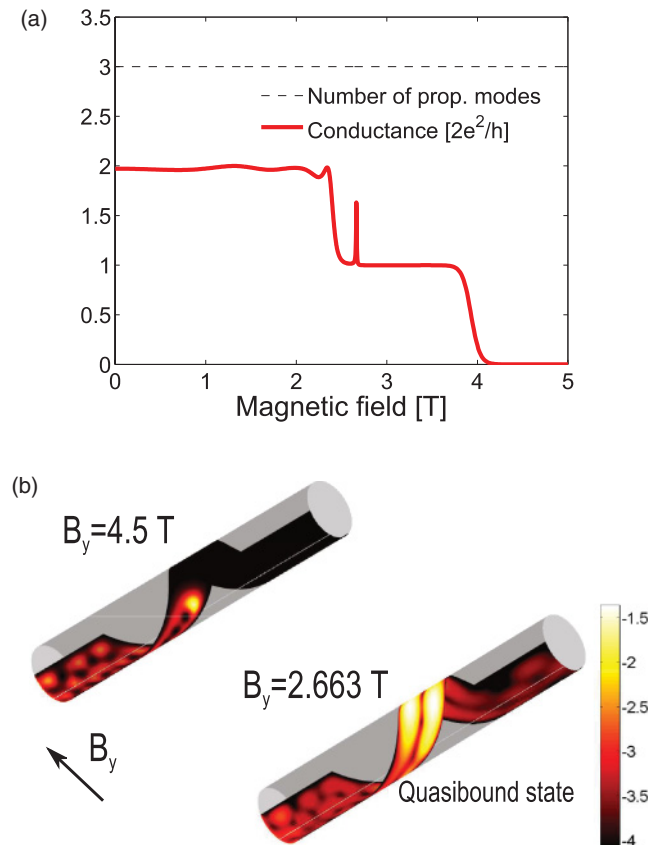 (a)
3.5
3
2.5
2
1.5
1
0.5
0
Number of prop. modes
Conductance [2e²/h]
0 1 2 3 4 5
Magnetic field [T]
(b)
B_y=4.5 T
B_y=2.663 T
B_y
Quasibound state
-1.5
-2
-2.5
-3
-3.5
-4